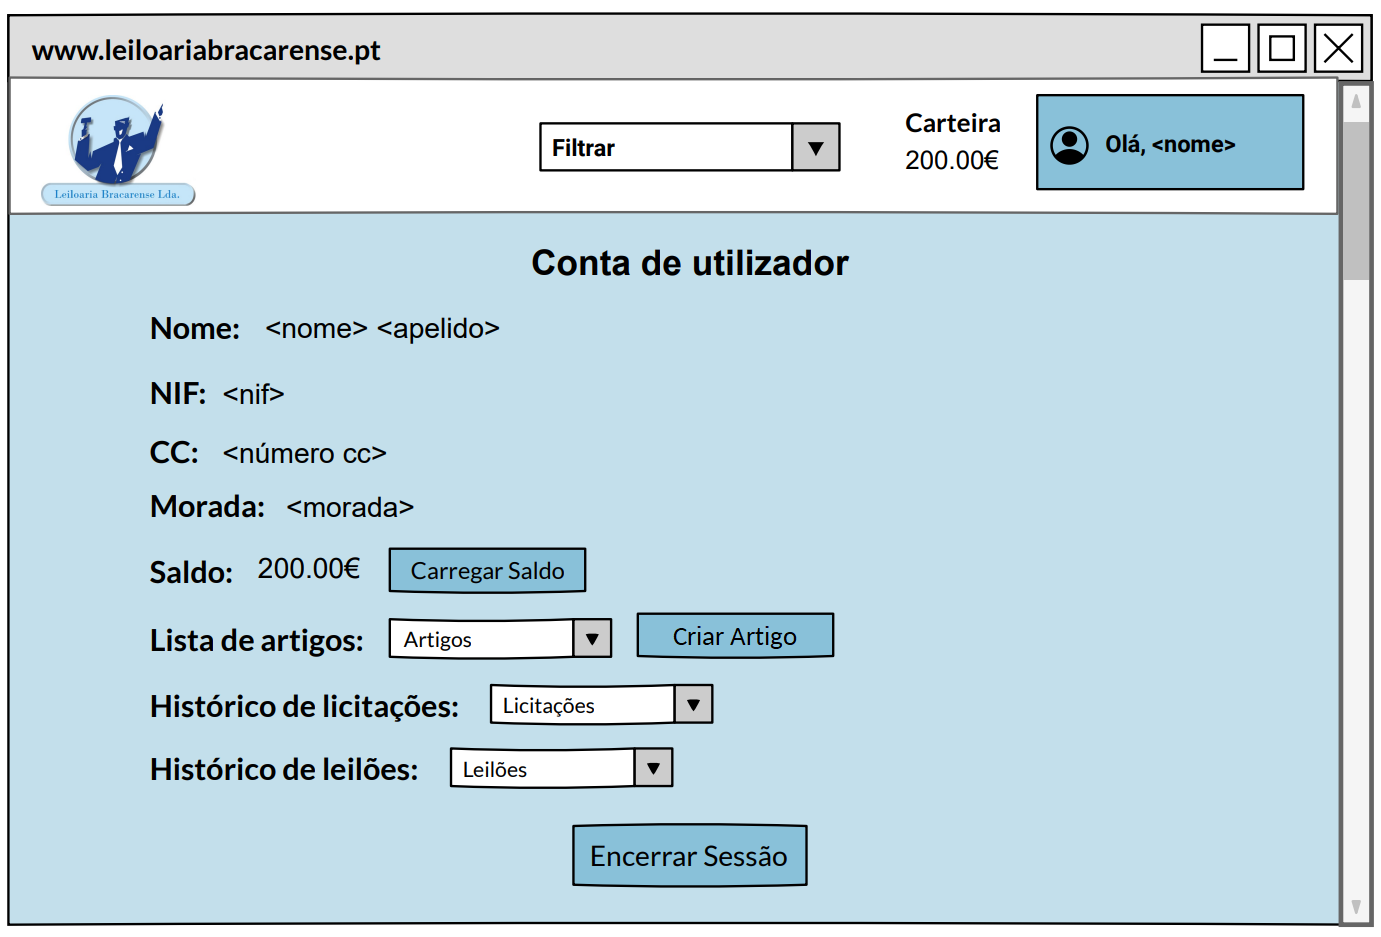 www.leiloariabracarense.pt
Leiloaria Bracarense Lda.
Filtrar
Carteira
200.00€
Olá, <nome>
Conta de utilizador
Nome: <nome> <apelido>
NIF: <nif>
CC: <número cc>
Morada: <morada>
Saldo: 200.00€ Carregar Saldo
Lista de artigos: Artigos Criar Artigo
Histórico de licitações: Licitações
Histórico de leilões: Leilões
Encerrar Sessão